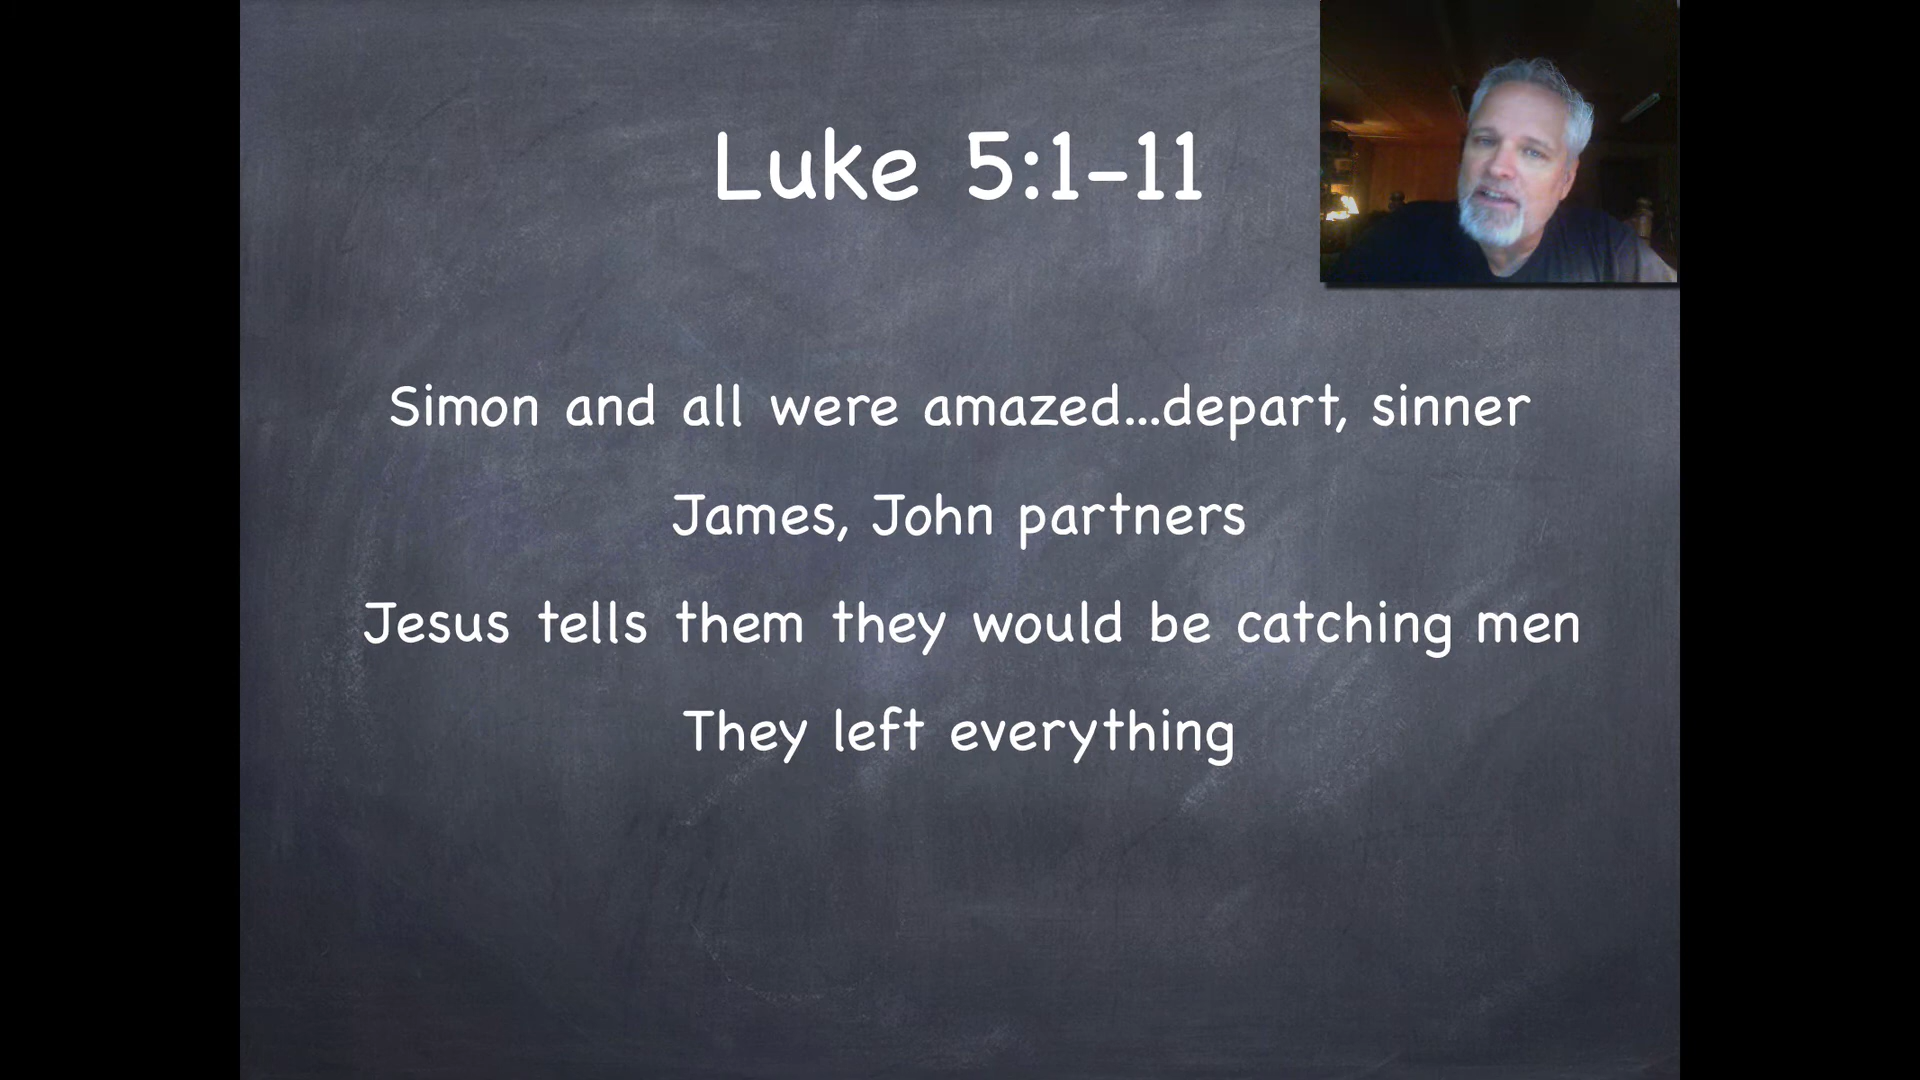 Luke 5:1-11
Simon and all were amazed...depart, sinner
James, John partners
Jesus tells them they would be catching men
They left everything